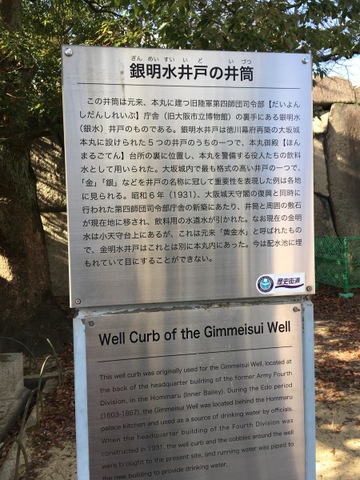 ぎん めい すい い ど い づつ
銀明水井戸の井筒
この井筒は元来、本丸に建つ旧陸軍第四師団司令部【だいよん
しだんしれいぶ】庁舎（旧大阪市立博物館）の裏手にある銀明水
（銀水）井戸のものである。銀明水井戸は徳川幕府再築の大坂城
本丸に設けられた5つの井戸のうちの一つで、本丸御殿【ほん
まるごてん】台所の裏に位置し、本丸を警備する役人たちの飲料
水として用いられた。大坂城内で最も格式の高い井戸の一つで、
「金」「銀」などを井戸の名称に冠して重要性を表現した例は各地
に見られる。昭和6年（1931）、大阪城天守閣の復興と同時に
行われた第四師団司令部庁舎の新築にあたり、井筒と周囲の敷石
が現在地に移され、飲料用の水道水が引かれた。なお現在の金明
水は小天守台上にあるが、これは元来「黄金水」と呼ばれたもの
で、金明水井戸はこれとは別に本丸内にあった。今は配水池に埋
もれていて目にすることができない。
歴史街道
Well Curb of the Gimmeisui Well
This well curb was originally used for the Gimmeisui Well, located at
the back of the headquarter building of the former Army Fourth
Division, in the Hommaru (Inner Bailey). During the Edo period
(1603-1867), the Gimmeisui Well was located behind the Hommaru
palace kitchen and used as a source of drinking water by officials.
When the headquarter building of the Fourth Division was
constructed in 1931, the well curb and the cobbles around the well
were brought to the present site, and running water was piped to
the new building to provide drinking water.